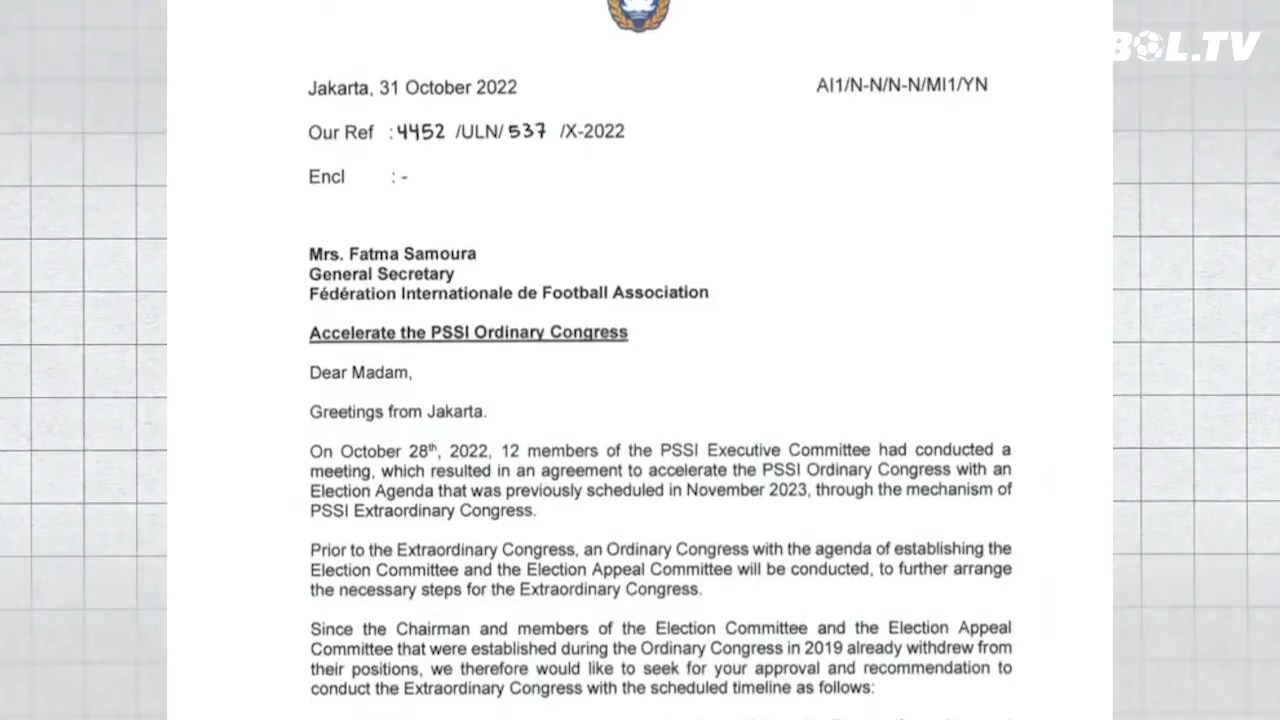 BOL.TV
Jakarta, 31 October 2022 AI1/N-N/N-N/MI1/YN
Our Ref : 4452 /ULN/ 537 /X-2022
Encl : -
Mrs. Fatma Samoura
General Secretary
Fédération Internationale de Football Association
Accelerate the PSSI Ordinary Congress
Dear Madam,
Greetings from Jakarta.
On October 28th, 2022, 12 members of the PSSI Executive Committee had conducted a
meeting, which resulted in an agreement to accelerate the PSSI Ordinary Congress with an
Election Agenda that was previously scheduled in November 2023, through the mechanism of
PSSI Extraordinary Congress.
Prior to the Extraordinary Congress, an Ordinary Congress with the agenda of establishing the
Election Committee and the Election Appeal Committee will be conducted, to further arrange
the necessary steps for the Extraordinary Congress.
Since the Chairman and members of the Election Committee and the Election Appeal
Committee that were established during the Ordinary Congress in 2019 already withdrew from
their positions, we therefore would like to seek for your approval and recommendation to
conduct the Extraordinary Congress with the scheduled timeline as follows: